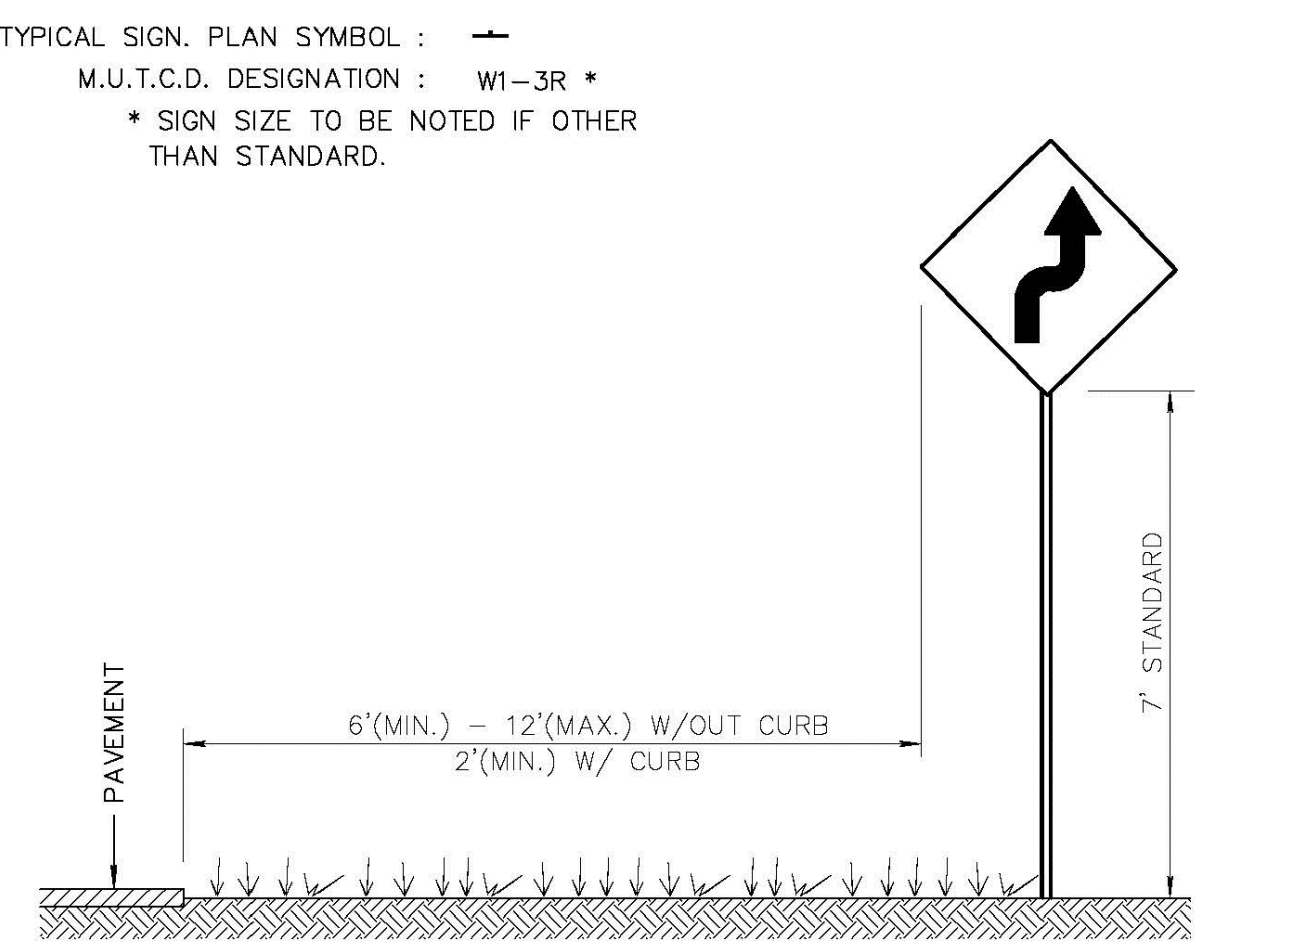 TYPICAL SIGN. PLAN SYMBOL :
M.U.T.C.D. DESIGNATION : W1-3R *
* SIGN SIZE TO BE NOTED IF OTHER
THAN STANDARD.
7' STANDARD
PAVEMENT
6'(MIN.) - 12'(MAX.) W/OUT CURB
2'(MIN.) W/ CURB